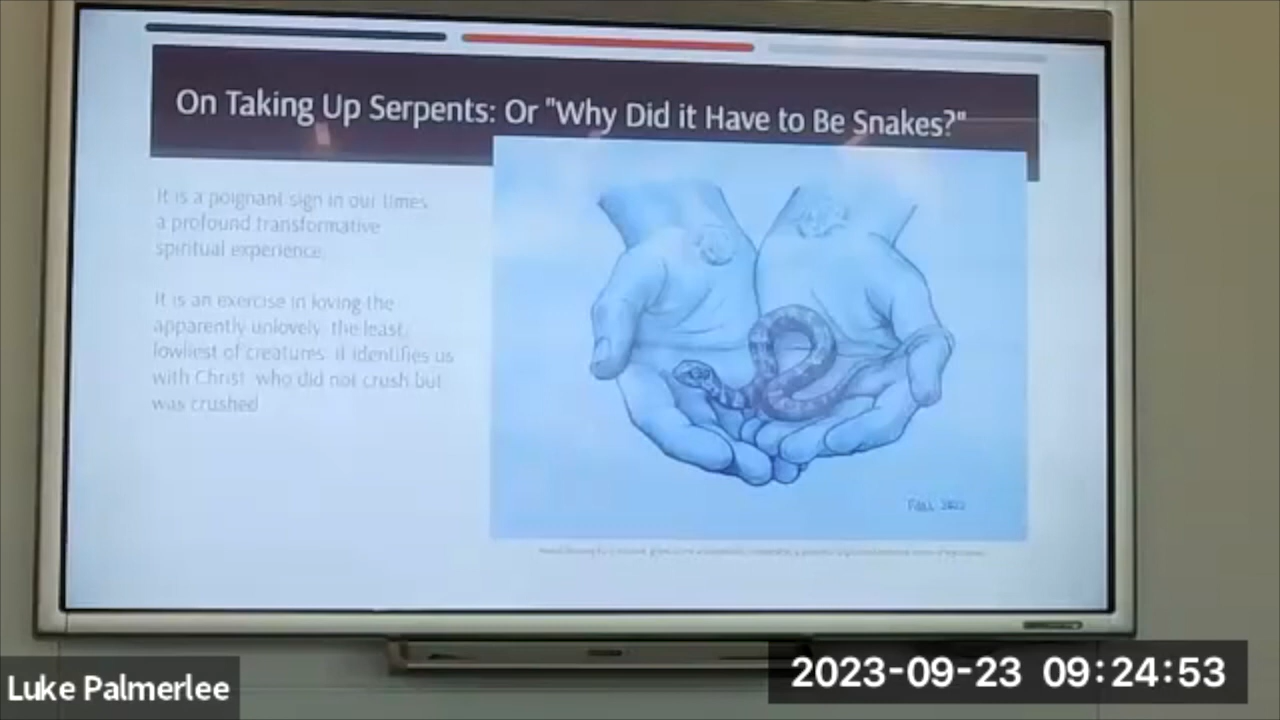 On Taking Up Serpents: Or "Why Did it Have to Be Snakes?"
It is a poignant sign in our times
a profound transformative
spiritual experience.
It is an exercise in loving the
apparently unlovely, the least,
lowliest of creatures. it identifies us
with Christ, who did not crush but
was crushed
FALL
Luke Palmerlee
2023-09-23 09:24:53